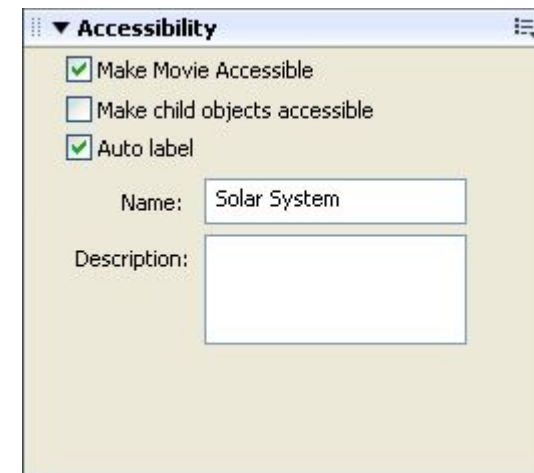 Accessibility
Make Movie Accessible
Make child objects accessible
Auto label
Name: Solar System
Description: